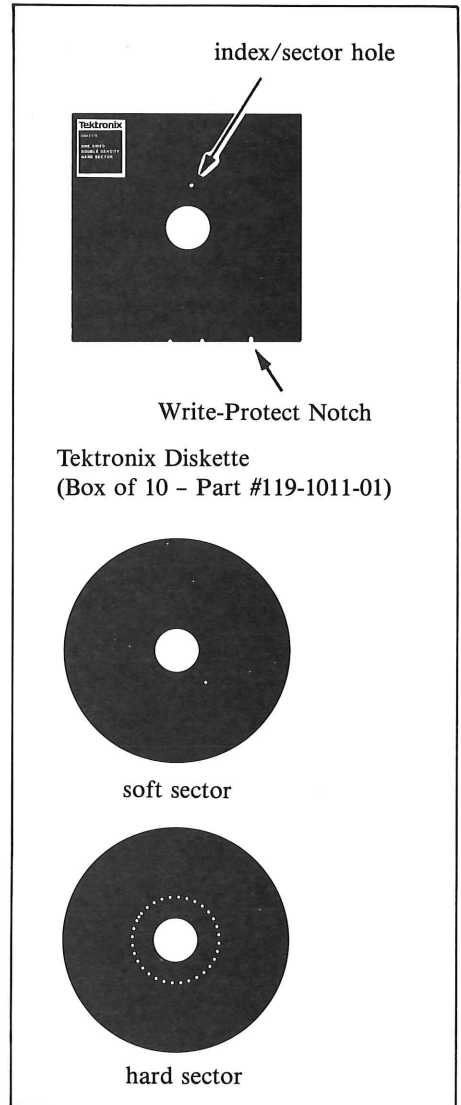 index/sector hole
Tektronix
DISKETTE
ONE SIDED
DOUBLE DENSITY
HARD SECTOR
Write-Protect Notch
Tektronix Diskette
(Box of 10 – Part #119-1011-01)
soft sector
hard sector